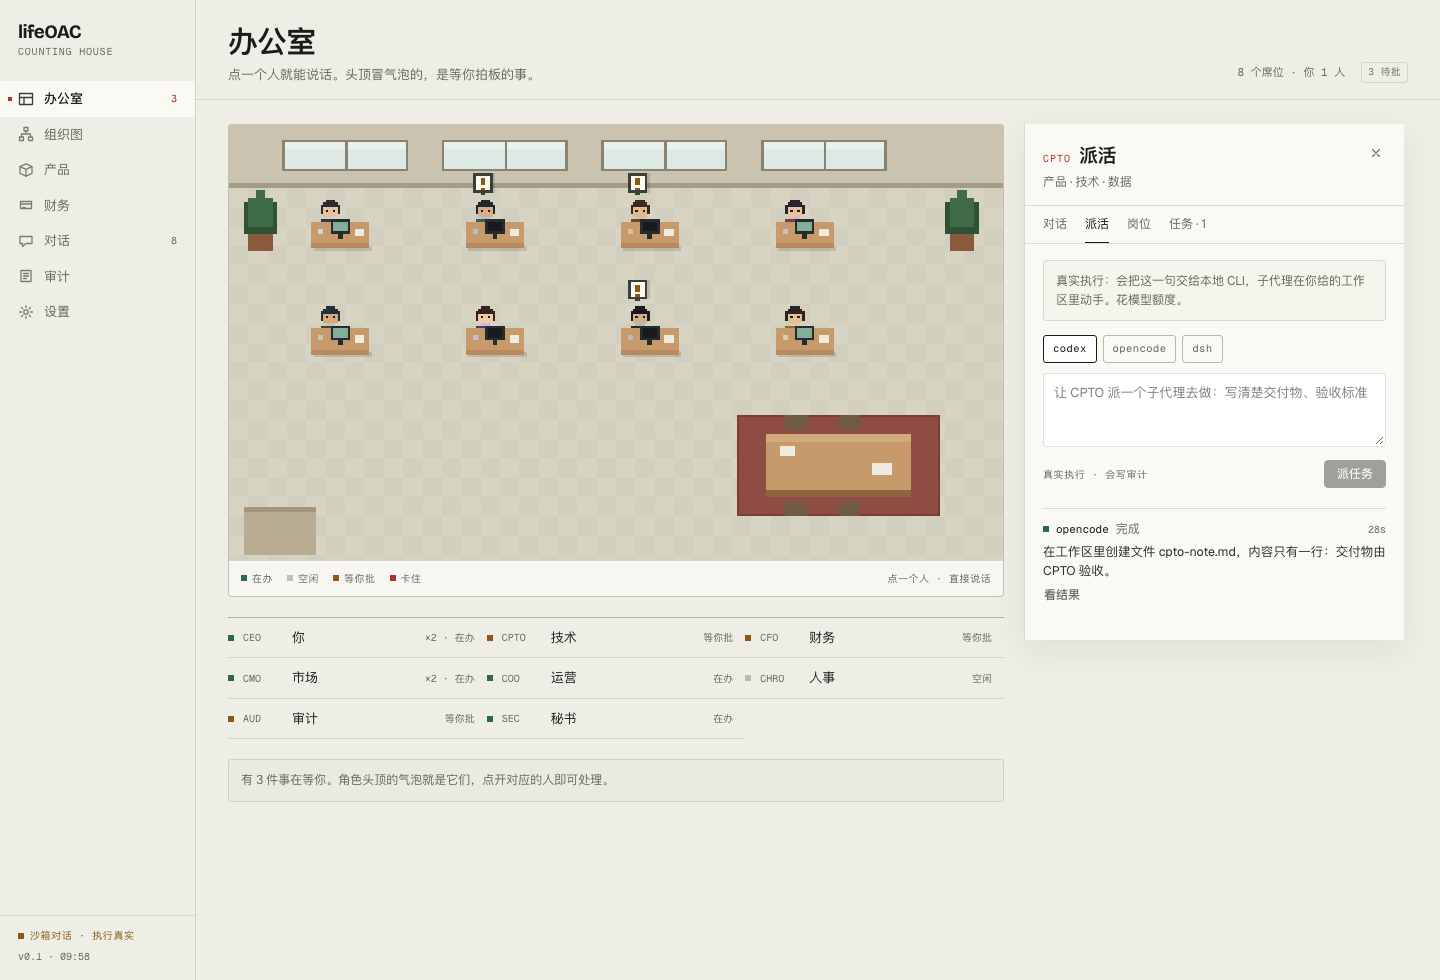 lifeOAC
COUNTING HOUSE
办公室 3
组织图
产品
财务
对话 8
审计
设置
沙箱对话 · 执行真实
v0.1 · 09:58
办公室
点一个人就能说话。头顶冒气泡的，是等你拍板的事。
8 个席位 · 你 1 人
3 待批
在办 空闲 等你批 卡住
点一个人 · 直接说话
CEO 你 ×2 · 在办
CPTO 技术 等你批
CFO 财务 等你批
CMO 市场 ×2 · 在办
COO 运营 在办
CHRO 人事 空闲
AUD 审计 等你批
SEC 秘书 在办
有 3 件事在等你。角色头顶的气泡就是它们，点开对应的人即可处理。
CPTO 派活
产品 · 技术 · 数据
对话 派活 岗位 任务 · 1
真实执行：会把这一句交给本地 CLI，子代理在你给的工作
区里动手。花模型额度。
codex opencode dsh
让 CPTO 派一个子代理去做：写清楚交付物、验收标准
真实执行 · 会写审计
派任务
opencode 完成 28s
在工作区里创建文件 cpto-note.md，内容只有一行：交付物由
CPTO 验收。
看结果